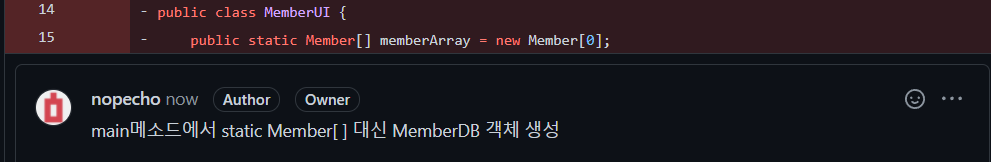 14 - public class MemberUI {
15 - public static Member[] memberArray = new Member[0];
nopecho now Author Owner
main메소드에서 static Member[ ] 대신 MemberDB 객체 생성